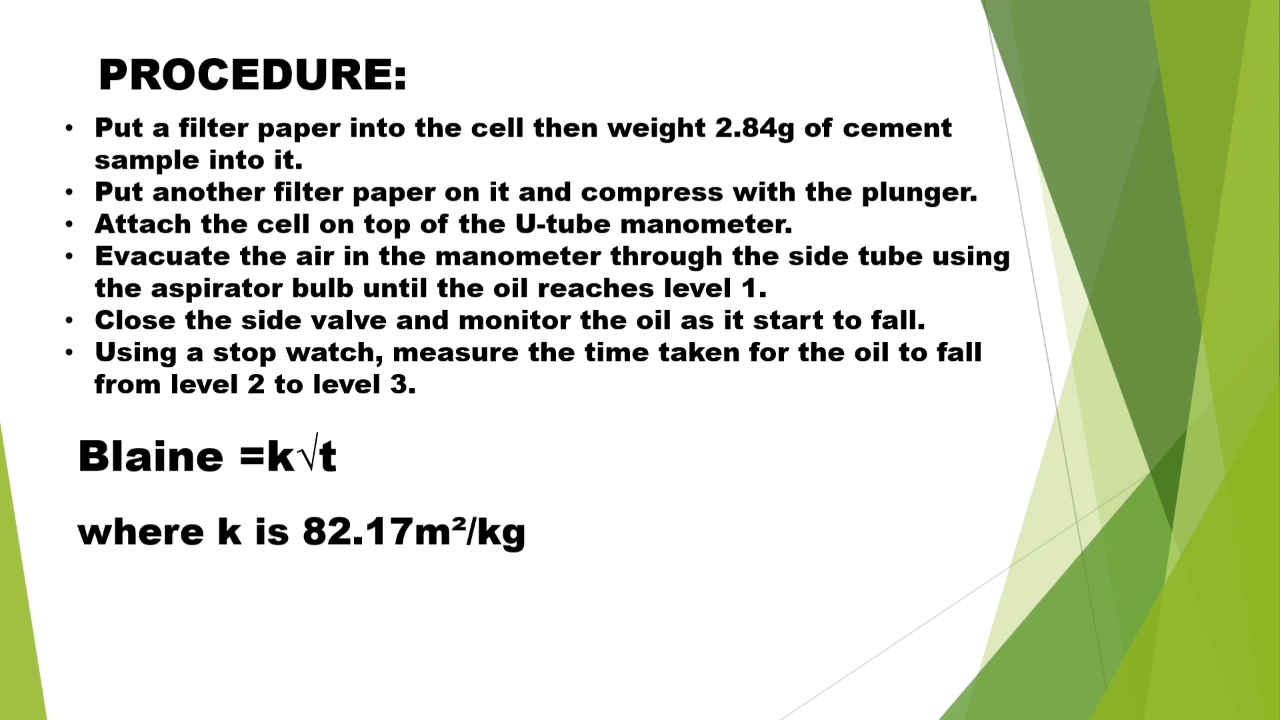 PROCEDURE:
• Put a filter paper into the cell then weight 2.84g of cement
sample into it.
• Put another filter paper on it and compress with the plunger.
• Attach the cell on top of the U-tube manometer.
• Evacuate the air in the manometer through the side tube using
the aspirator bulb until the oil reaches level 1.
• Close the side valve and monitor the oil as it start to fall.
• Using a stop watch, measure the time taken for the oil to fall
from level 2 to level 3.
Blaine =k√t
where k is 82.17m²/kg